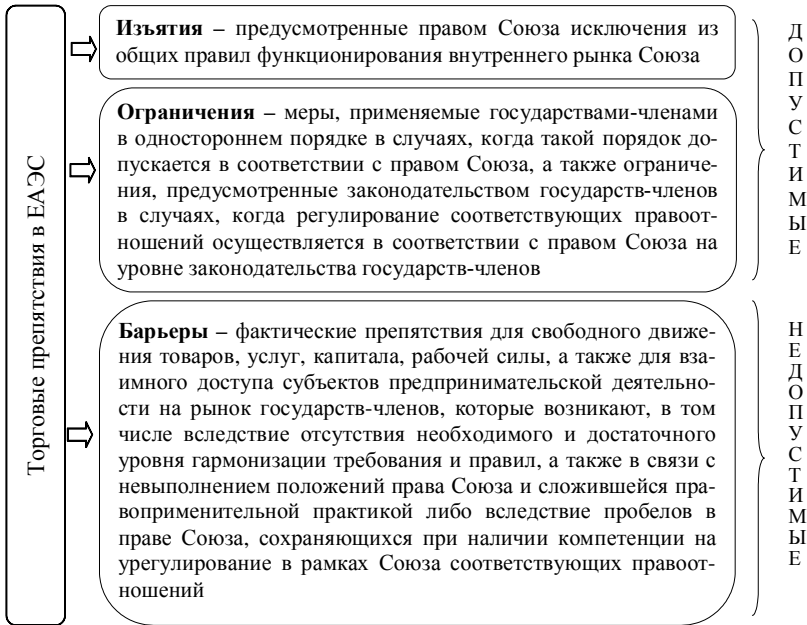 Торговые препятствия в ЕАЭС
Изъятия – предусмотренные правом Союза исключения из
общих правил функционирования внутреннего рынка Союза
Ограничения – меры, применяемые государствами-членами
в одностороннем порядке в случаях, когда такой порядок до-
пускается в соответствии с правом Союза, а также ограниче-
ния, предусмотренные законодательством государств-членов
в случаях, когда регулирование соответствующих правоот-
ношений осуществляется в соответствии с правом Союза на
уровне законодательства государств-членов
ДОПУСТИМЫЕ
Барьеры – фактические препятствия для свободного движе-
ния товаров, услуг, капитала, рабочей силы, а также для вза-
имного доступа субъектов предпринимательской деятельно-
сти на рынок государств-членов, которые возникают, в том
числе вследствие отсутствия необходимого и достаточного
уровня гармонизации требования и правил, а также в связи с
невыполнением положений права Союза и сложившейся пра-
воприменительной практикой либо вследствие пробелов в
праве Союза, сохраняющихся при наличии компетенции на
урегулирование в рамках Союза соответствующих правоот-
ношений
НЕДОПУСТИМЫЕ